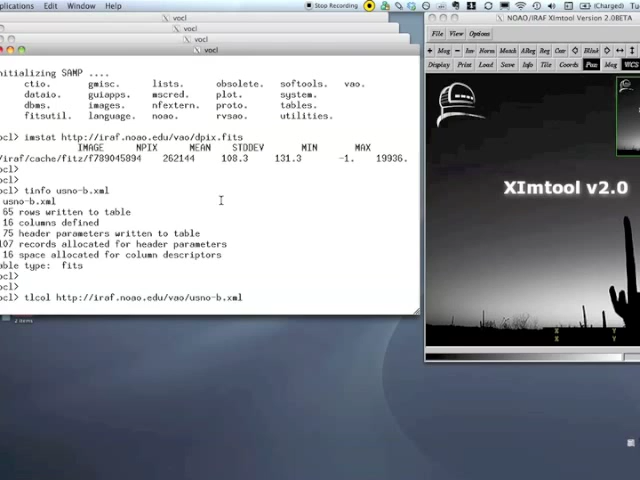 Edit Window Help
Stop Recording
(Charged)
Tue
vocl
vocl
vocl
vocl
nitializing SAMP ....
ctio. gmisc. lists. obsolete. softools. vao.
dataio. guiapps. mscred. plot. system.
dbms. images. nfextern. proto. tables.
fitsutil. language. noao. rvsao. utilities.
ocl> imstat http://iraf.noao.edu/vao/dpix.fits
IMAGE NPIX MEAN STDDEV MIN MAX
/iraf/cache/fitz/f789045894 262144 108.3 131.3 -1. 19936.
ocl>
ocl>
ocl> tinfo usno-b.xml
usno-b.xml
65 rows written to table
16 columns defined
75 header parameters written to table
107 records allocated for header parameters
16 space allocated for column descriptors
able type: fits
ocl>
ocl>
ocl> tlcol http://iraf.noao.edu/vao/usno-b.xml
2 items
NOAO/IRAF XImtool Version 2.0BETA
File View Options
Mag Inv Norm Match AReg Reg Cor Blink
Display Print Load Save Info Tile Coords Pan Mag WCS
XImtool v2.0
X Y
X Y